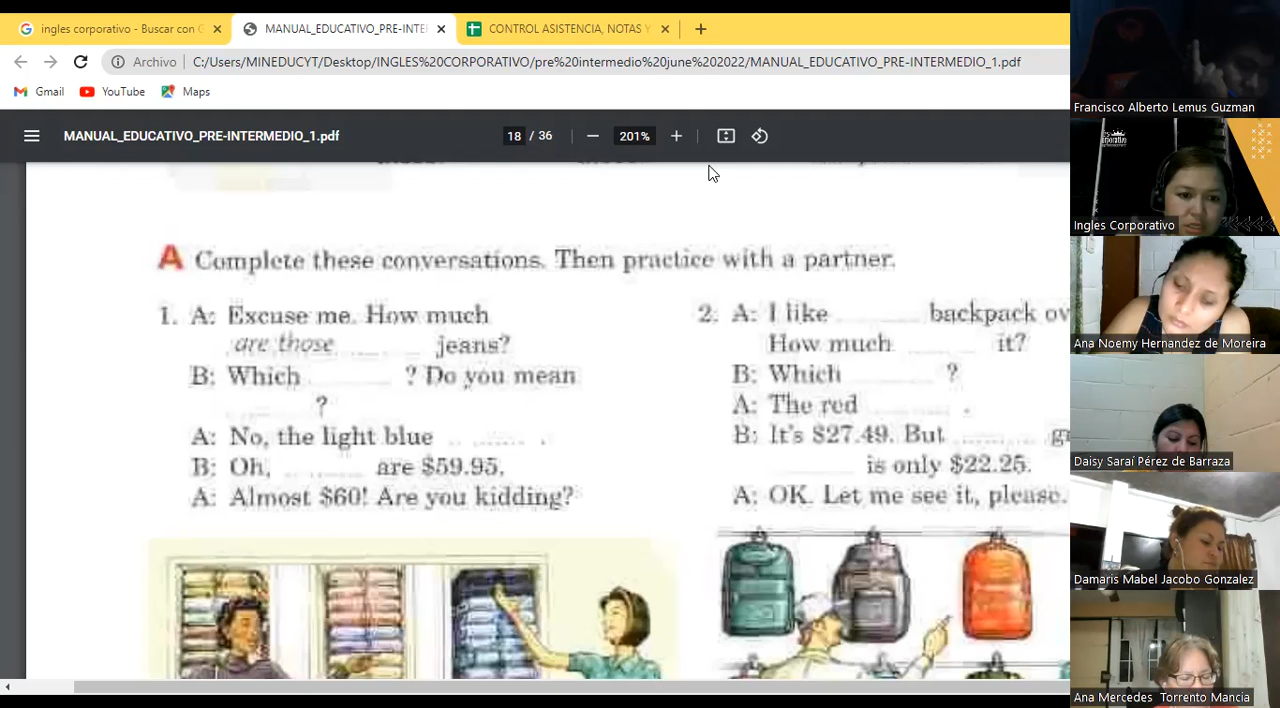 ingles corporativo - Buscar con G
MANUAL_EDUCATIVO_PRE-INTE
CONTROL ASISTENCIA, NOTAS Y
Archivo
C:/Users/MINEDUCYT/Desktop/INGLES%20CORPORATIVO/pre%20intermedio%20june%202022/MANUAL_EDUCATIVO_PRE-INTERMEDIO_1.pdf
Gmail
YouTube
Maps
MANUAL_EDUCATIVO_PRE-INTERMEDIO_1.pdf
18 / 36
201%
A Complete these conversations. Then practice with a partner.
1. A: Excuse me. How much
are those jeans?
B: Which ? Do you mean
?
A: No, the light blue .
B: Oh, are $59.95.
A: Almost $60! Are you kidding?
2. A: I like backpack ov
How much it?
B: Which ?
A: The red .
B: It's $27.49. But
is only $22.25.
A: OK. Let me see it, please.
Francisco Alberto Lemus Guzman
Ingles Corporativo
Ana Noemy Hernandez de Moreira
Daisy Saraí Pérez de Barraza
Damaris Mabel Jacobo Gonzalez
Ana Mercedes Torrento Mancia